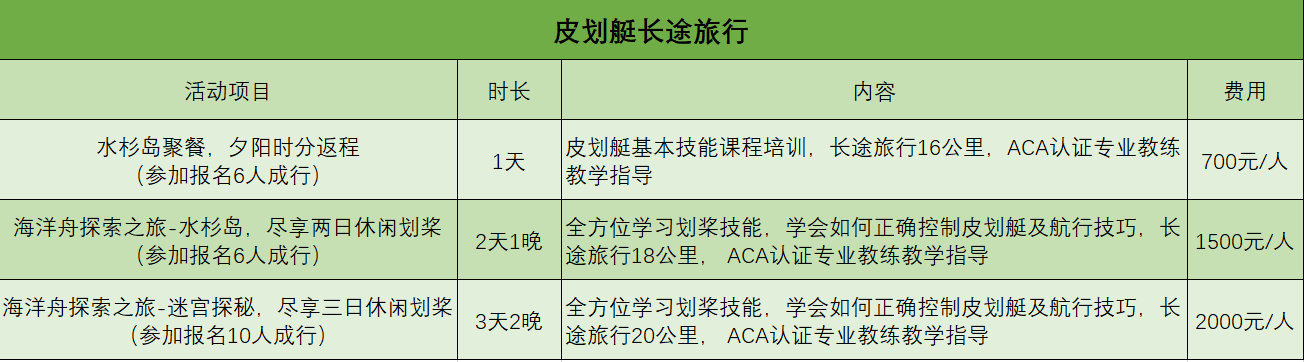 皮划艇长途旅行
活动项目
时长
内容
费用
水杉岛聚餐，夕阳时分返程
（参加报名6人成行）
1天
皮划艇基本技能课程培训，长途旅行16公里，ACA认证专业教练
教学指导
700元/人
海洋舟探索之旅-水杉岛，尽享两日休闲划桨
（参加报名6人成行）
2天1晚
全方位学习划桨技能，学会如何正确控制皮划艇及航行技巧，长
途旅行18公里， ACA认证专业教练教学指导
1500元/人
海洋舟探索之旅-迷宫探秘，尽享三日休闲划桨
（参加报名10人成行）
3天2晚
全方位学习划桨技能，学会如何正确控制皮划艇及航行技巧，长
途旅行20公里， ACA认证专业教练教学指导
2000元/人